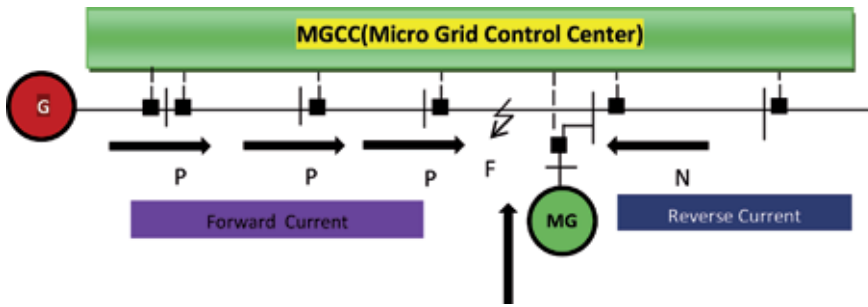 MGCC(Micro Grid Control Center)
G
P
P
P
F
N
MG
Forward Current
Reverse Current